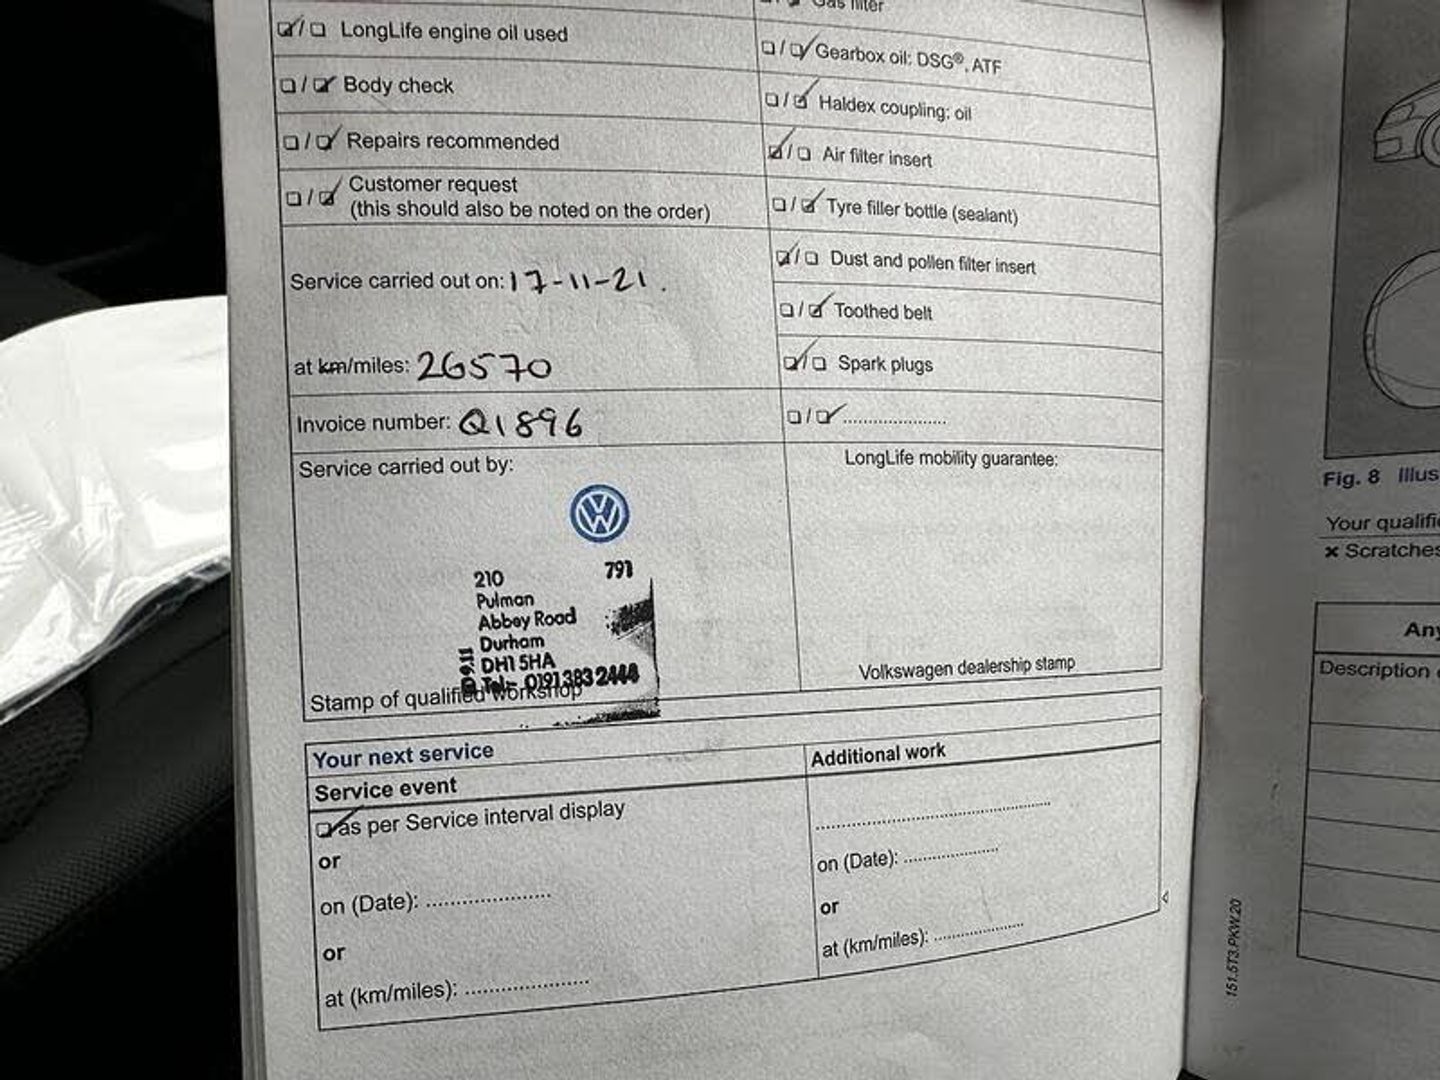 Gas filter
☑/☐ LongLife engine oil used
☐/☑ Gearbox oil: DSG®, ATF
☐/☑ Body check
☐/☑ Haldex coupling: oil
☐/☑ Repairs recommended
☑/☐ Air filter insert
☐/☑ Customer request
(this should also be noted on the order)
☐/☑ Tyre filler bottle (sealant)
☑/☐ Dust and pollen filter insert
Service carried out on: 17-11-21.
☐/☑ Toothed belt
at km/miles: 26570
☑/☐ Spark plugs
Invoice number: Q1896
☐/☑ ......................
Service carried out by:
LongLife mobility guarantee:
210 791
Pulman
Abbey Road
Durham
DH1 5HA
Tel:- 0191 383 2444
Stamp of qualified workshop
Volkswagen dealership stamp
Your next service
Service event
☑ as per Service interval display
or
on (Date): ......................
or
at (km/miles): ......................
Additional work
..........................................
on (Date): ......................
or
at (km/miles): ......................
151.5T3.PKW.20
Fig. 8 Illus
Your qualifi
× Scratches
Any
Description